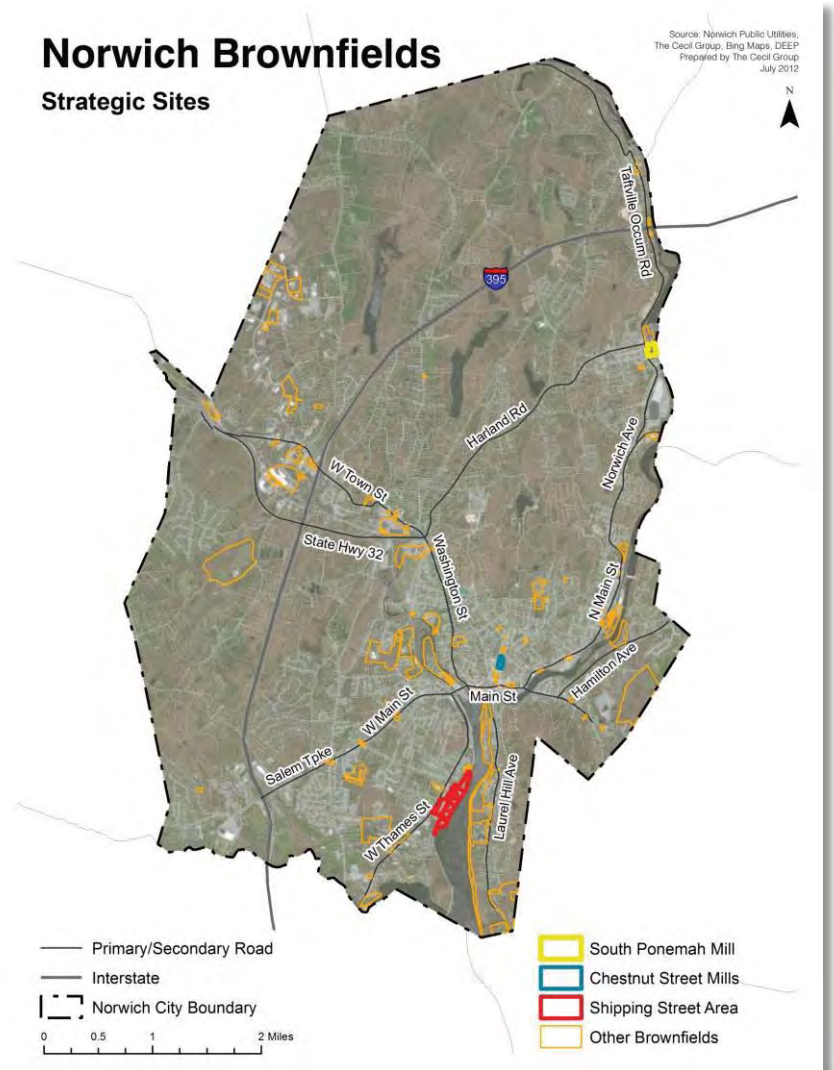 Norwich Brownfields
Strategic Sites
Source: Norwich Public Utilities,
The Cecil Group, Bing Maps, DEEP
Prepared by The Cecil Group
July 2012
N
Taftville Occum Rd
395
Harland Rd
Norwich Ave
W Town St
State Hwy 32
Washington St
N Main St
Hamilton Ave
Main St
W Main St
Salem Tpke
Laurel Hill Ave
W Thames St
Primary/Secondary Road
Interstate
Norwich City Boundary
0 0.5 1 2 Miles
South Ponemah Mill
Chestnut Street Mills
Shipping Street Area
Other Brownfields